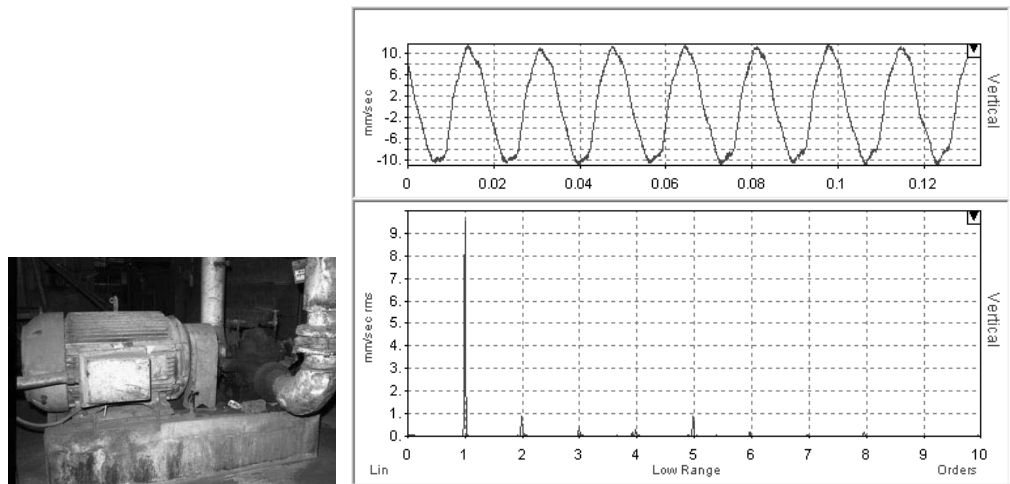 10.
6.
2.
-2.
-6.
-10.
mm/sec
Vertical
0 0.02 0.04 0.06 0.08 0.1 0.12
9.
8.
7.
6.
5.
4.
3.
2.
1.
0.
mm/sec rms
Vertical
0 1 2 3 4 5 6 7 8 9 10
Lin Low Range Orders